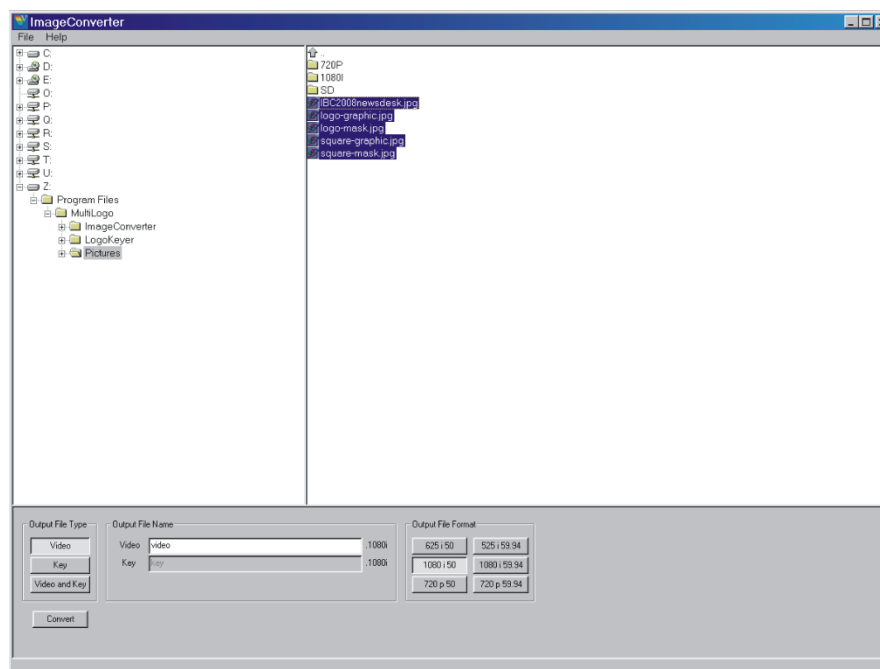 ImageConverter
File Help
C:
D:
E:
O:
P:
Q:
R:
S:
T:
U:
Z:
Program Files
MultiLogo
ImageConverter
LogoKeyer
Pictures
..
720P
1080I
SD
IBC2008newsdesk.jpg
logo-graphic.jpg
logo-mask.jpg
square-graphic.jpg
square-mask.jpg
Output File Type
Video
Key
Video and Key
Output File Name
Video video .1080i
Key key .1080i
Output File Format
625 i 50 525 i 59.94
1080 i 50 1080 i 59.94
720 p 50 720 p 59.94
Convert